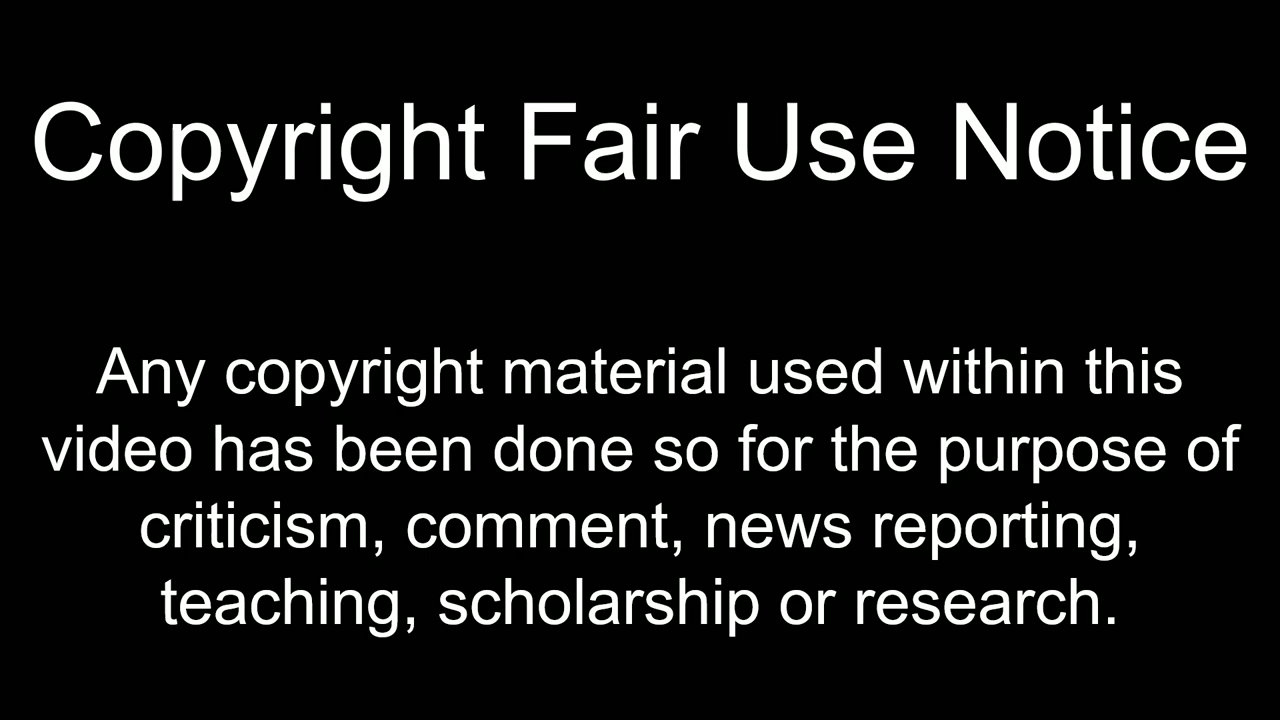 Copyright Fair Use Notice
Any copyright material used within this
video has been done so for the purpose of
criticism, comment, news reporting,
teaching, scholarship or research.